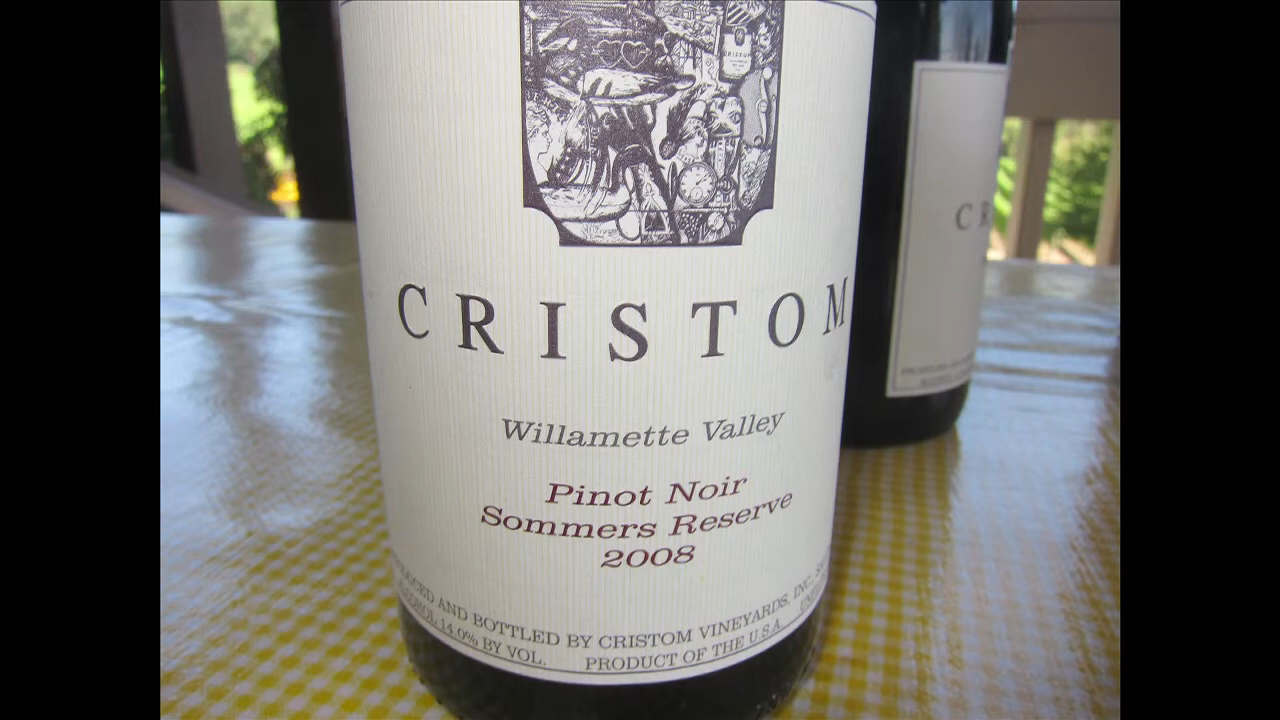 CRISTOM
CRISTOM
Willamette Valley
Pinot Noir
Sommers Reserve
2008
AND BOTTLED BY CRISTOM VINEYARDS, INC.
14.0% BY VOL. PRODUCT OF THE U.S.A.
C R